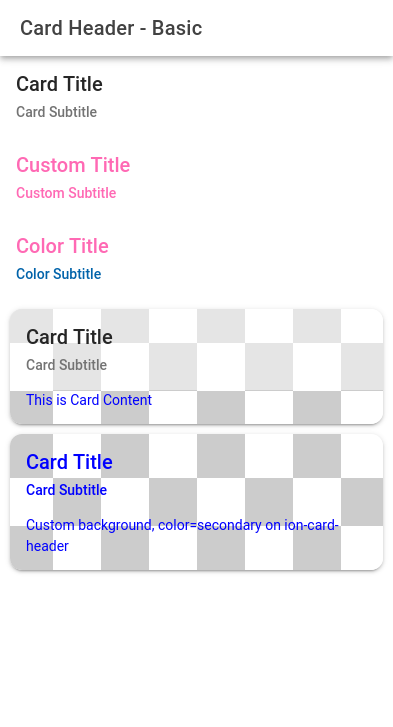 Card Header - Basic
Card Title
Card Subtitle
Custom Title
Custom Subtitle
Color Title
Color Subtitle
Card Title
Card Subtitle
This is Card Content
Card Title
Card Subtitle
Custom background, color=secondary on ion-card-
header